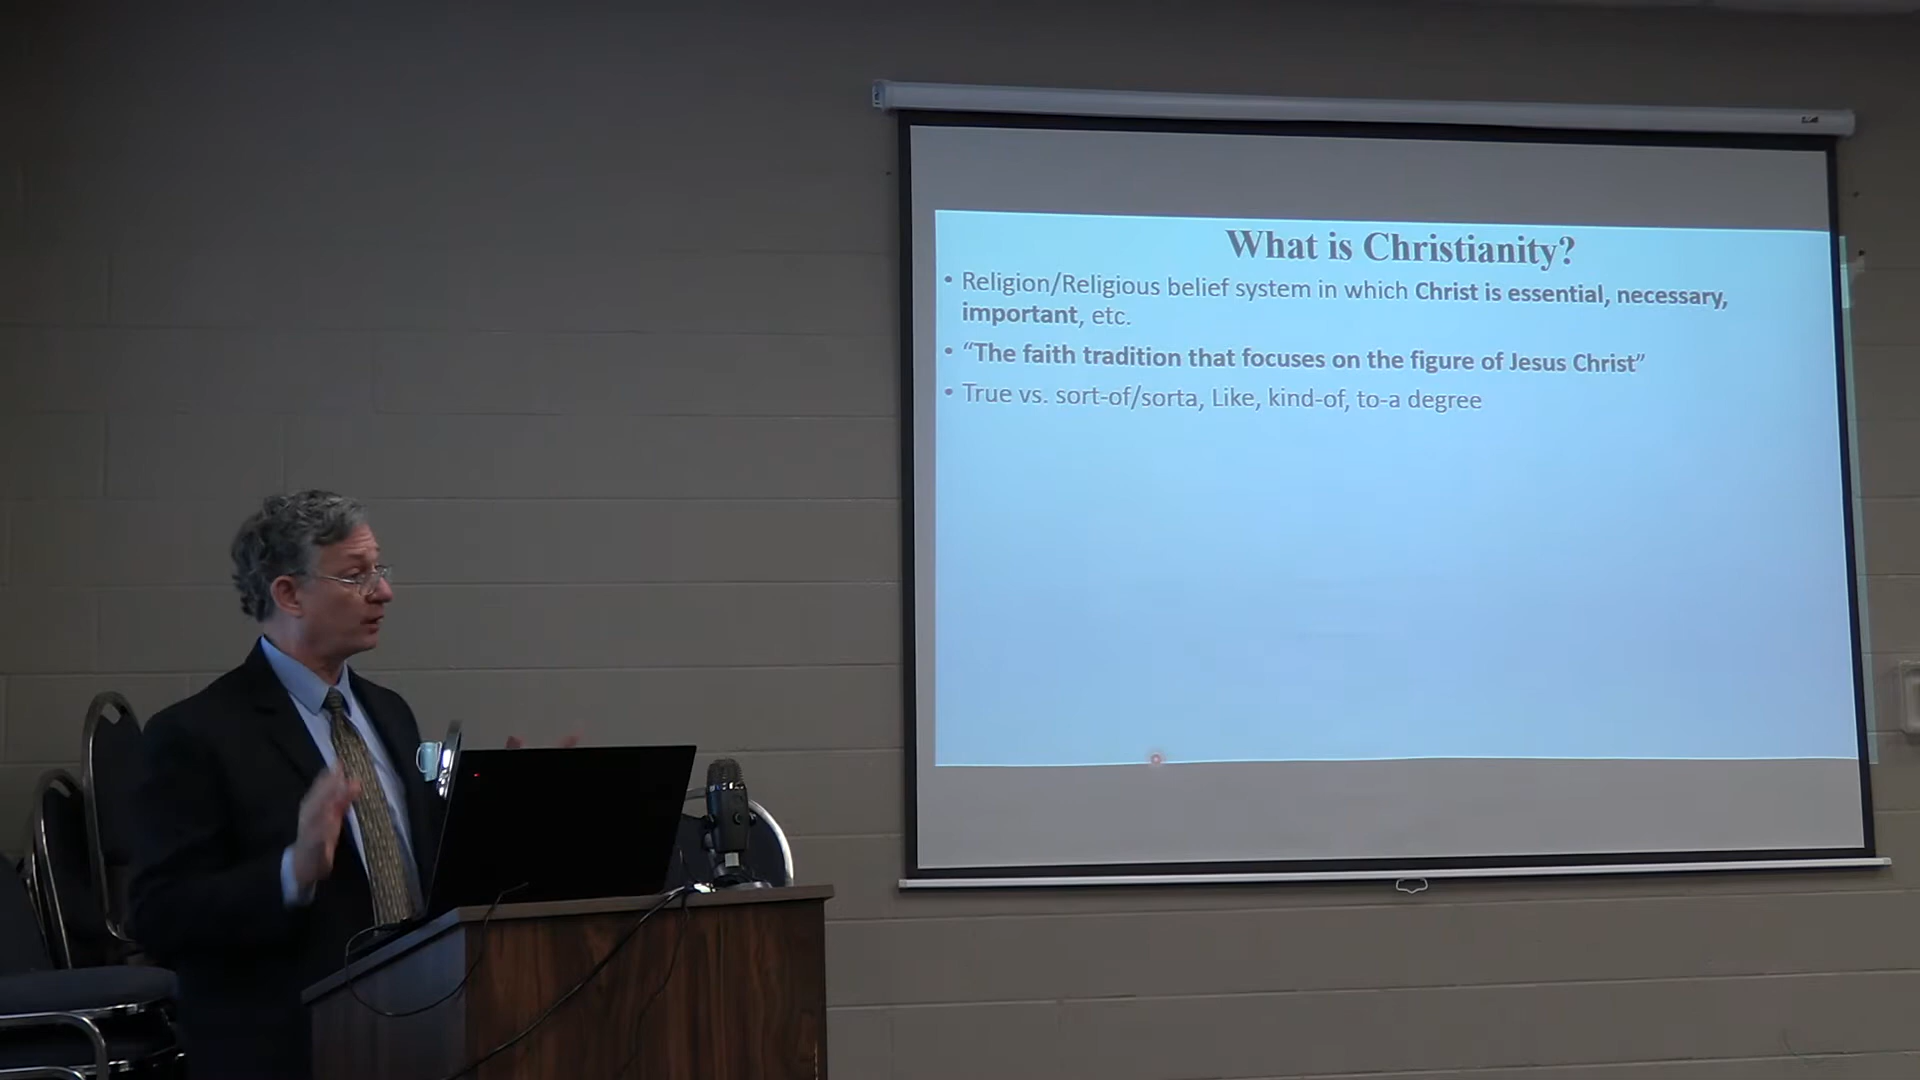 What is Christianity?
• Religion/Religious belief system in which Christ is essential, necessary,
important, etc.
• “The faith tradition that focuses on the figure of Jesus Christ”
• True vs. sort-of/sorta, Like, kind-of, to-a degree